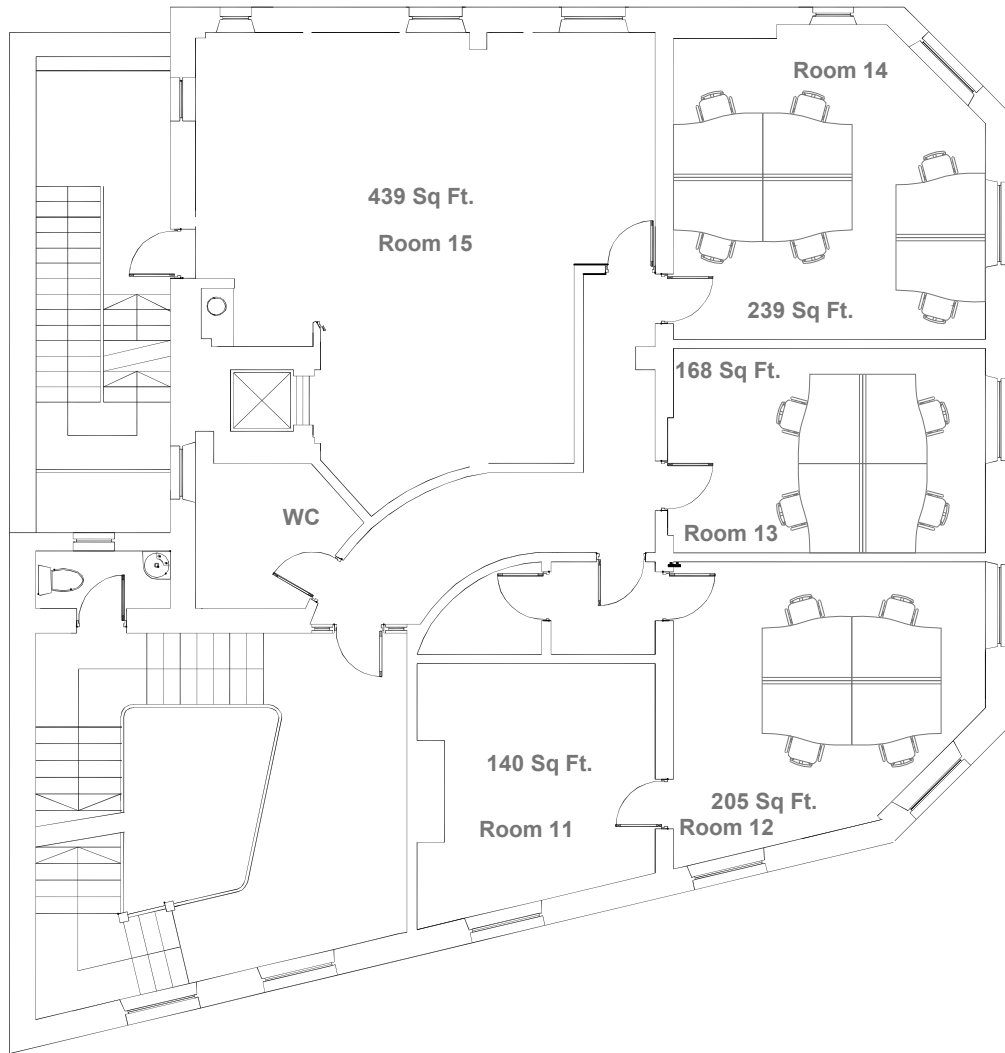 Room 14
439 Sq Ft.
Room 15
239 Sq Ft.
168 Sq Ft.
WC
Room 13
140 Sq Ft.
Room 11
205 Sq Ft.
Room 12